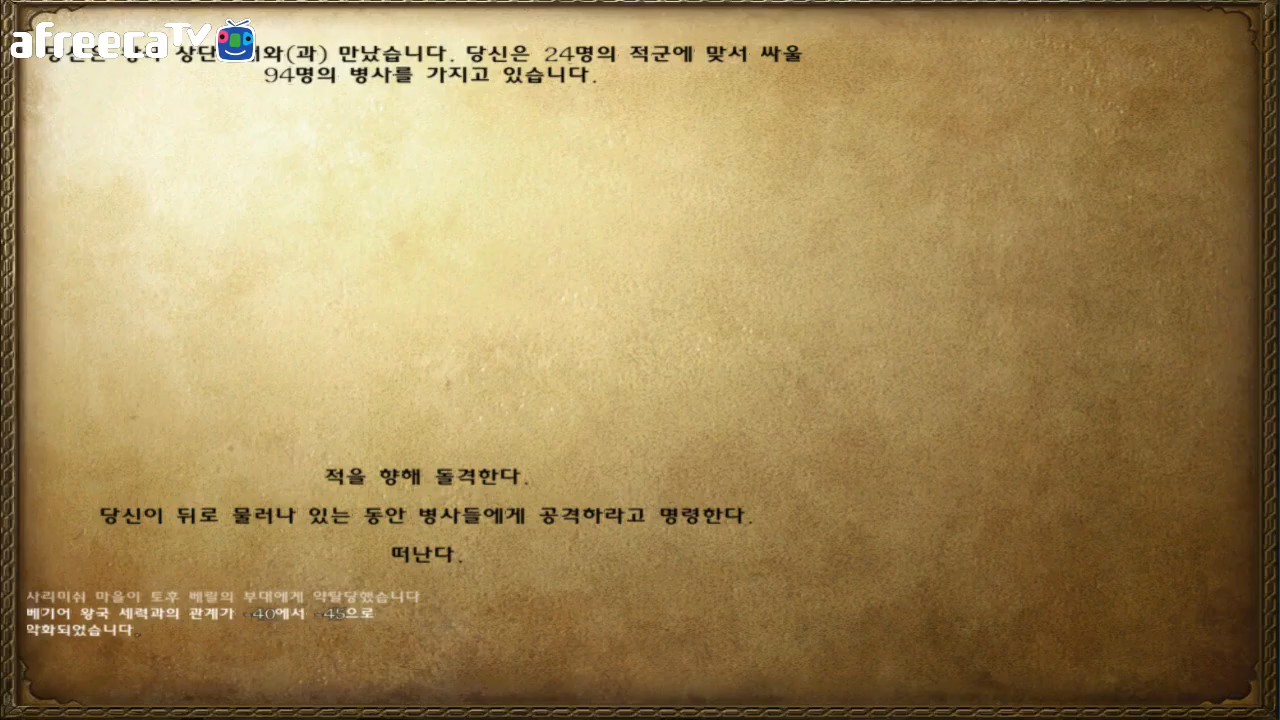 afreecaTV
상단 와(과) 만났습니다. 당신은 24명의 적군에 맞서 싸울
94명의 병사를 가지고 있습니다.
적을 향해 돌격한다.
당신이 뒤로 물러나 있는 동안 병사들에게 공격하라고 명령한다.
떠난다.
사리미쉬 마을이 토후 베릴의 부대에게 약탈당했습니다
베기어 왕국 세력과의 관계가 -40에서 -45으로
악화되었습니다.